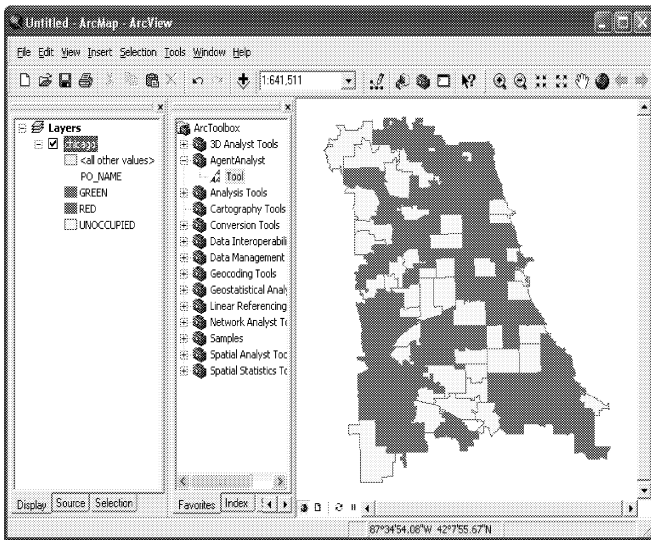 Untitled - ArcMap - ArcView
File Edit View Insert Selection Tools Window Help
1:641,511
Layers
chicago
<all other values>
PO_NAME
GREEN
RED
UNOCCUPIED
Display Source Selection
ArcToolbox
3D Analyst Tools
AgentAnalyst
Tool
Analysis Tools
Cartography Tools
Conversion Tools
Data Interoperabili
Data Management
Geocoding Tools
Geostatistical Analy
Linear Referencing
Network Analyst To
Samples
Spatial Analyst Too
Spatial Statistics To
Favorites Index
87°34'54.08"W 42°7'55.67"N